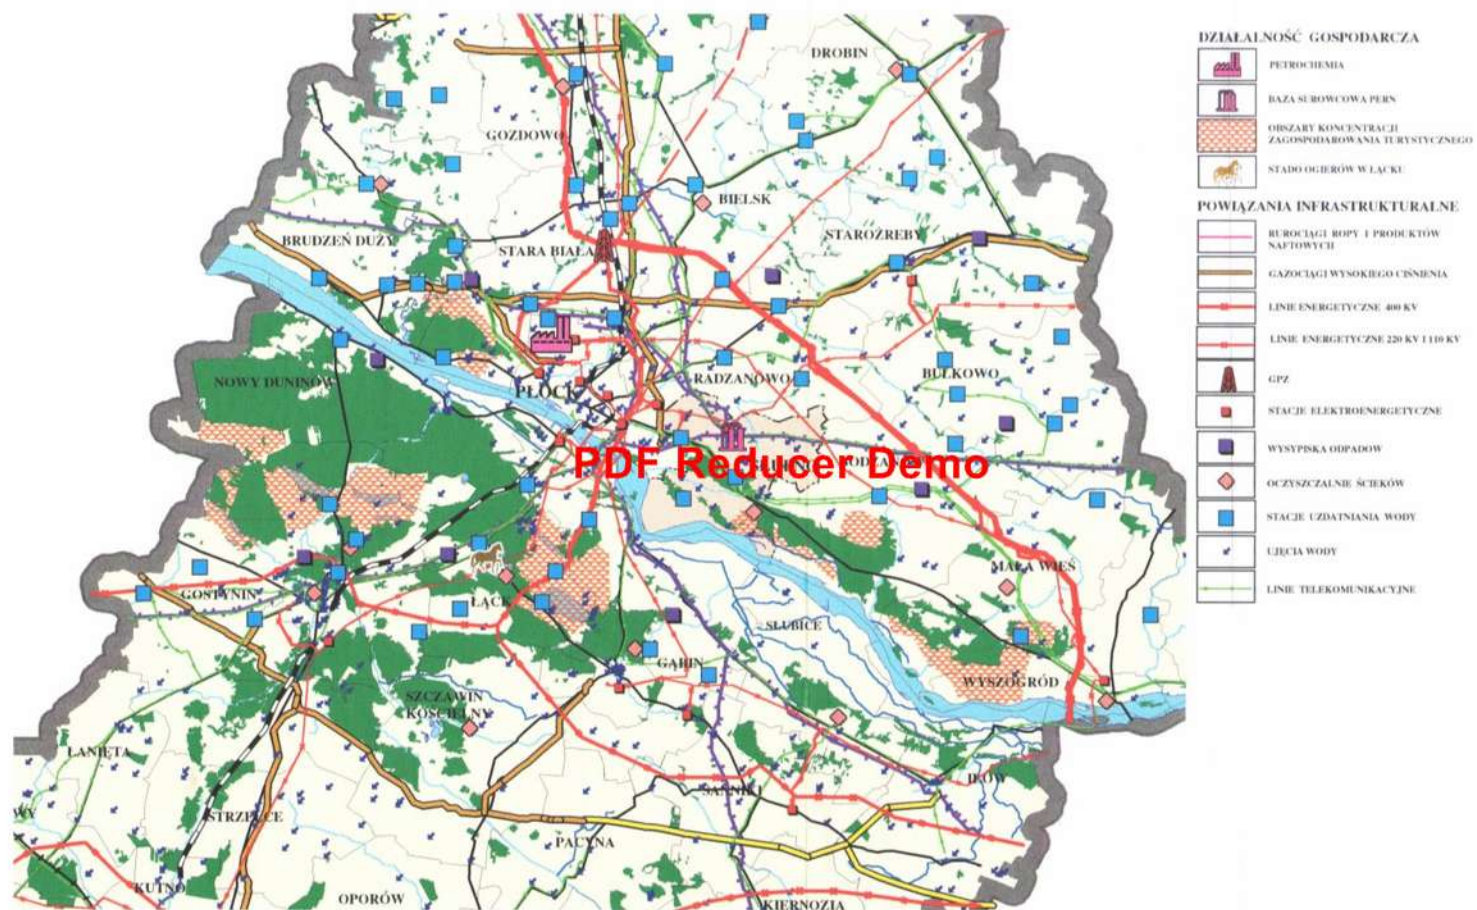 DROBIN
GOZDOWO
BIELSK
BRUDZEŃ DUŻY
STARA BIAŁA
STAROŹREBY
NOWY DUNINÓW
PŁOCK
RADZANOWO
BULKOWO
PDF Reducer Demo
MAŁA WIEŚ
GOSTYNIN
ŁĄCK
SŁUBICE
GĄBIN
WYSZOGRÓD
SZCZAWIN
KOŚCIELNY
ŁANIĘTA
IŁÓW
SANNIKI
WY
STRZELCE
PACYNA
KUTNO
OPORÓW
KIERNOZIA
DZIAŁALNOŚĆ GOSPODARCZA
PETROCHEMIA
BAZA SUROWCOWA PERN
OBSZARY KONCENTRACJI
ZAGOSPODAROWANIA TURYSTYCZNEGO
STADO OGIERÓW W ŁĄCKU
POWIĄZANIA INFRASTRUKTURALNE
RUROCIĄGI ROPY I PRODUKTÓW
NAFTOWYCH
GAZOCIĄGI WYSOKIEGO CIŚNIENIA
LINIE ENERGETYCZNE 400 KV
LINIE ENERGETYCZNE 220 KV I 110 KV
GPZ
STACJE ELEKTROENERGETYCZNE
WYSYPISKA ODPADÓW
OCZYSZCZALNIE ŚCIEKÓW
STACJE UZDATNIANIA WODY
UJĘCIA WODY
LINIE TELEKOMUNIKACYJNE